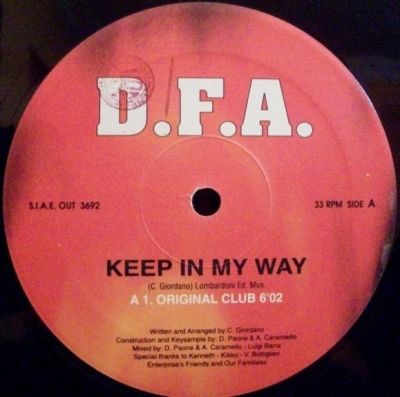 D.F.A.
S.I.A.E. OUT 3692
33 RPM SIDE A
KEEP IN MY WAY
(C. Giordano) Lombardoni Ed. Mus.
A 1. ORIGINAL CLUB 6'02
Written and Arranged by C. Giordano
Construction and Keysample by: D. Paone & A. Caramiello
Mixed by: D. Paone & A. Caramello - Luigi Barra
Special thanks to Kenneth - Kikko - V. Bottiglieri
Enterprise's Friends and Our Familiesx